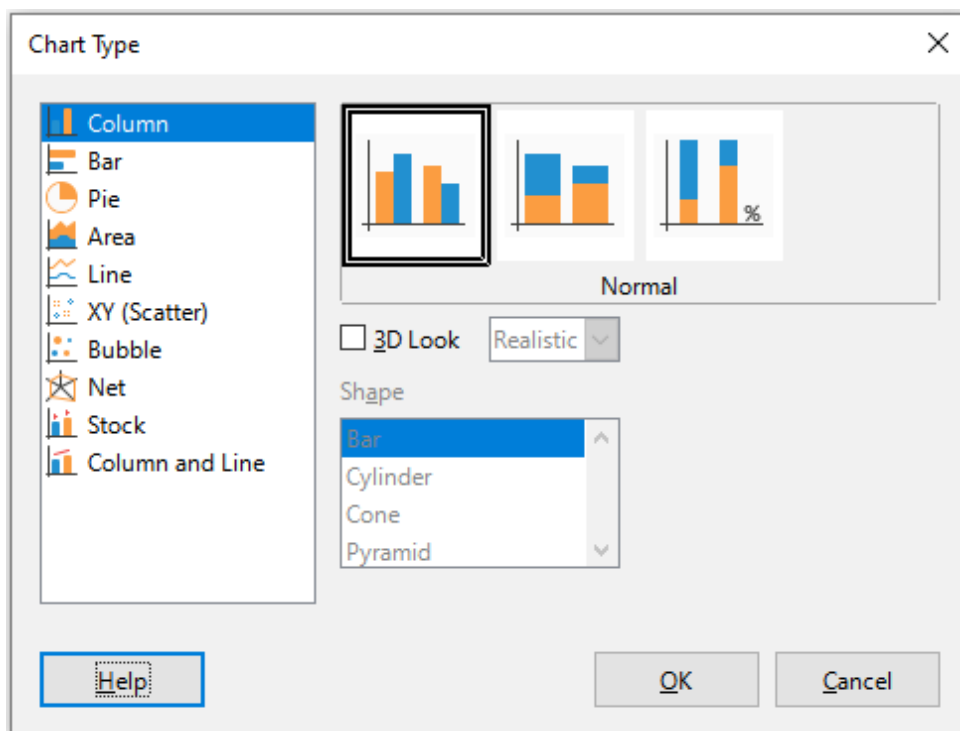 Chart Type
Column
Bar
Pie
Area
Line
XY (Scatter)
Bubble
Net
Stock
Column and Line
%
Normal
3D Look
Realistic
Shape
Bar
Cylinder
Cone
Pyramid
Help
OK
Cancel